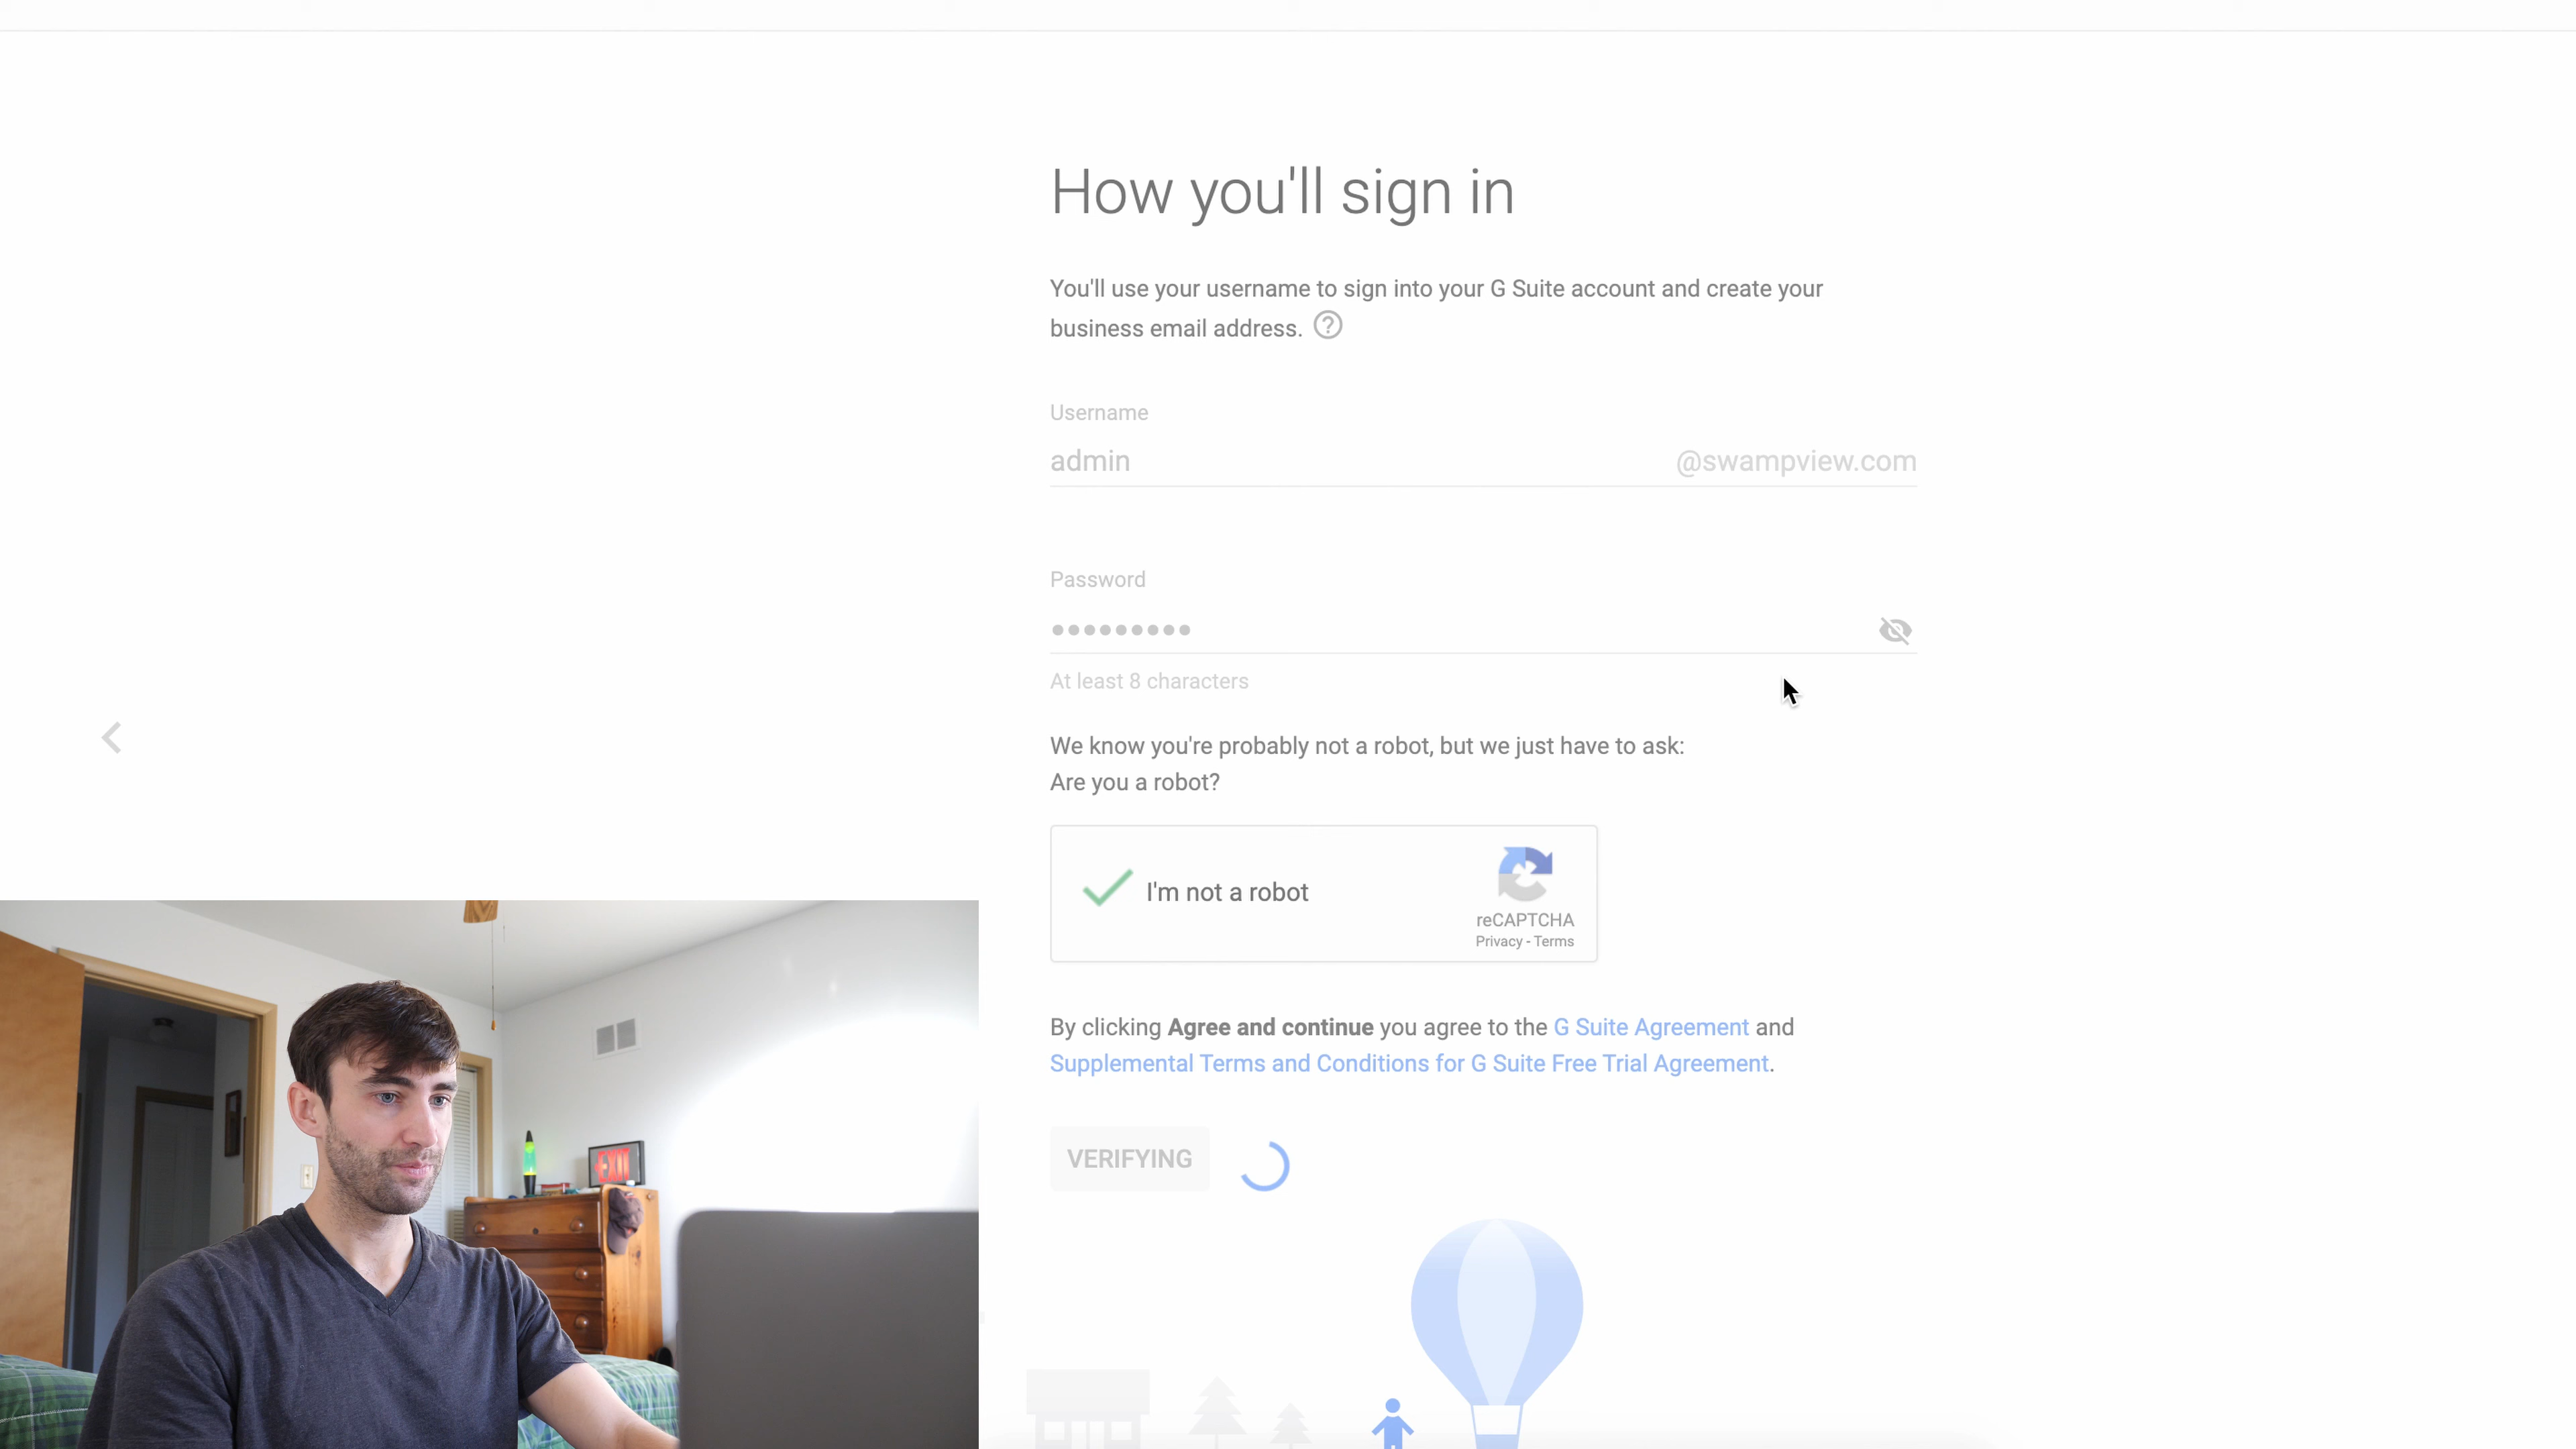 How you'll sign in
You'll use your username to sign into your G Suite account and create your
business email address. ?
Username
admin @swampview.com
Password
•••••••••
At least 8 characters
We know you're probably not a robot, but we just have to ask:
Are you a robot?
I'm not a robot
reCAPTCHA
Privacy - Terms
By clicking Agree and continue you agree to the G Suite Agreement and
Supplemental Terms and Conditions for G Suite Free Trial Agreement.
VERIFYING
EXIT